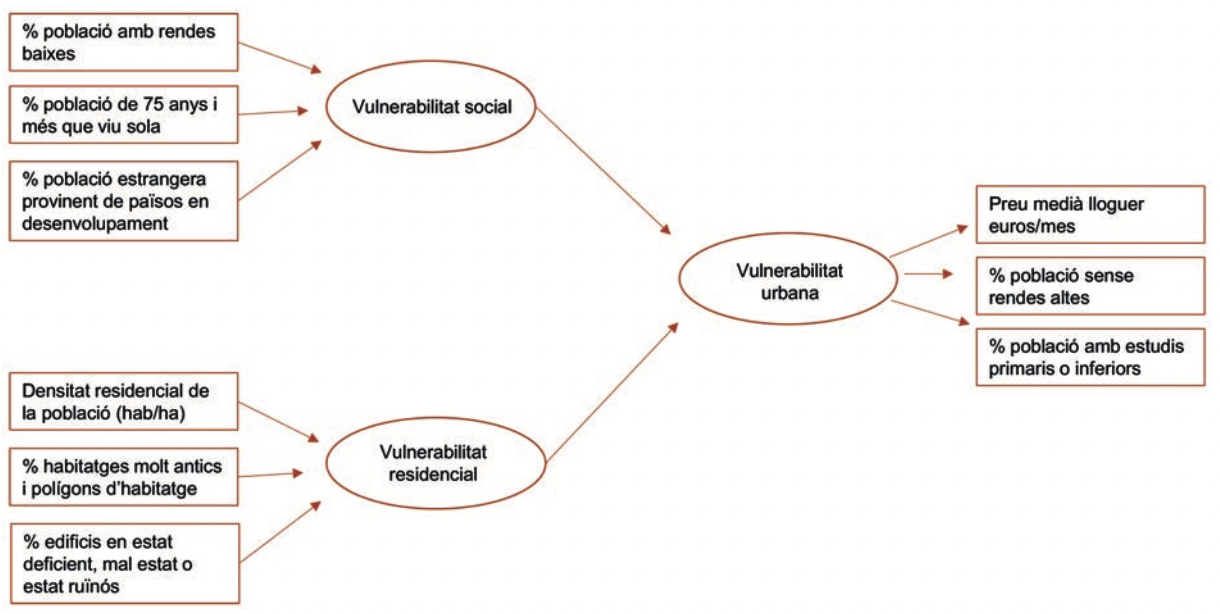 % població amb rendes
baixes
% població de 75 anys i
més que viu sola
% població estrangera
provinent de països en
desenvolupament
Vulnerabilitat social
Densitat residencial de
la població (hab/ha)
% habitatges molt antics
i polígons d'habitatge
% edificis en estat
deficient, mal estat o
estat ruïnós
Vulnerabilitat
residencial
Vulnerabilitat
urbana
Preu medià lloguer
euros/mes
% població sense
rendes altes
% població amb estudis
primaris o inferiors